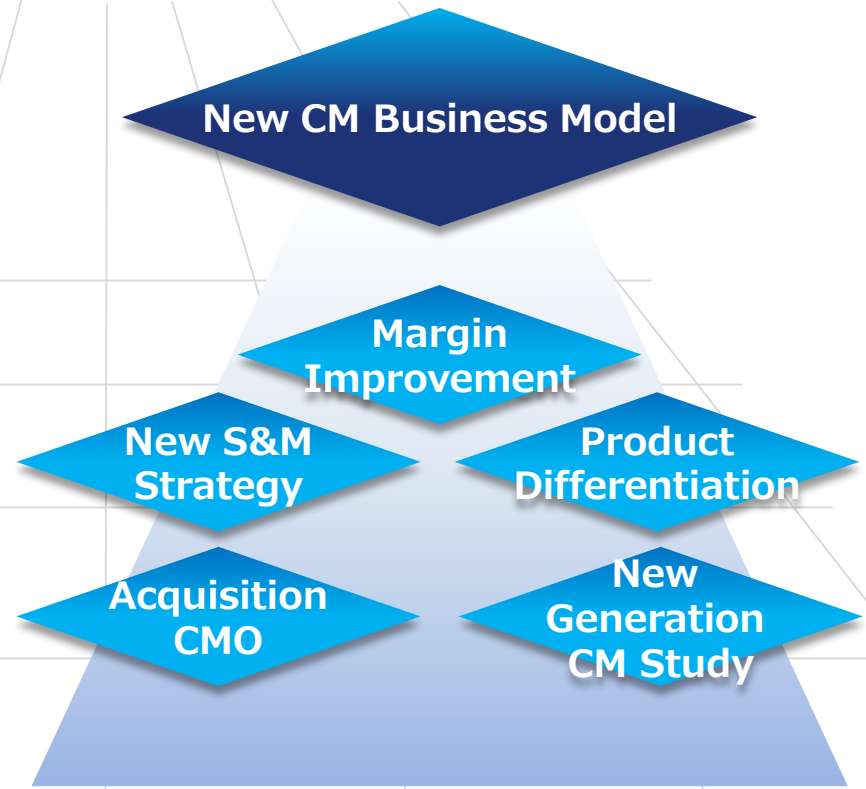 New CM Business Model
Margin
Improvement
New S&M
Strategy
Product
Differentiation
Acquisition
CMO
New
Generation
CM Study